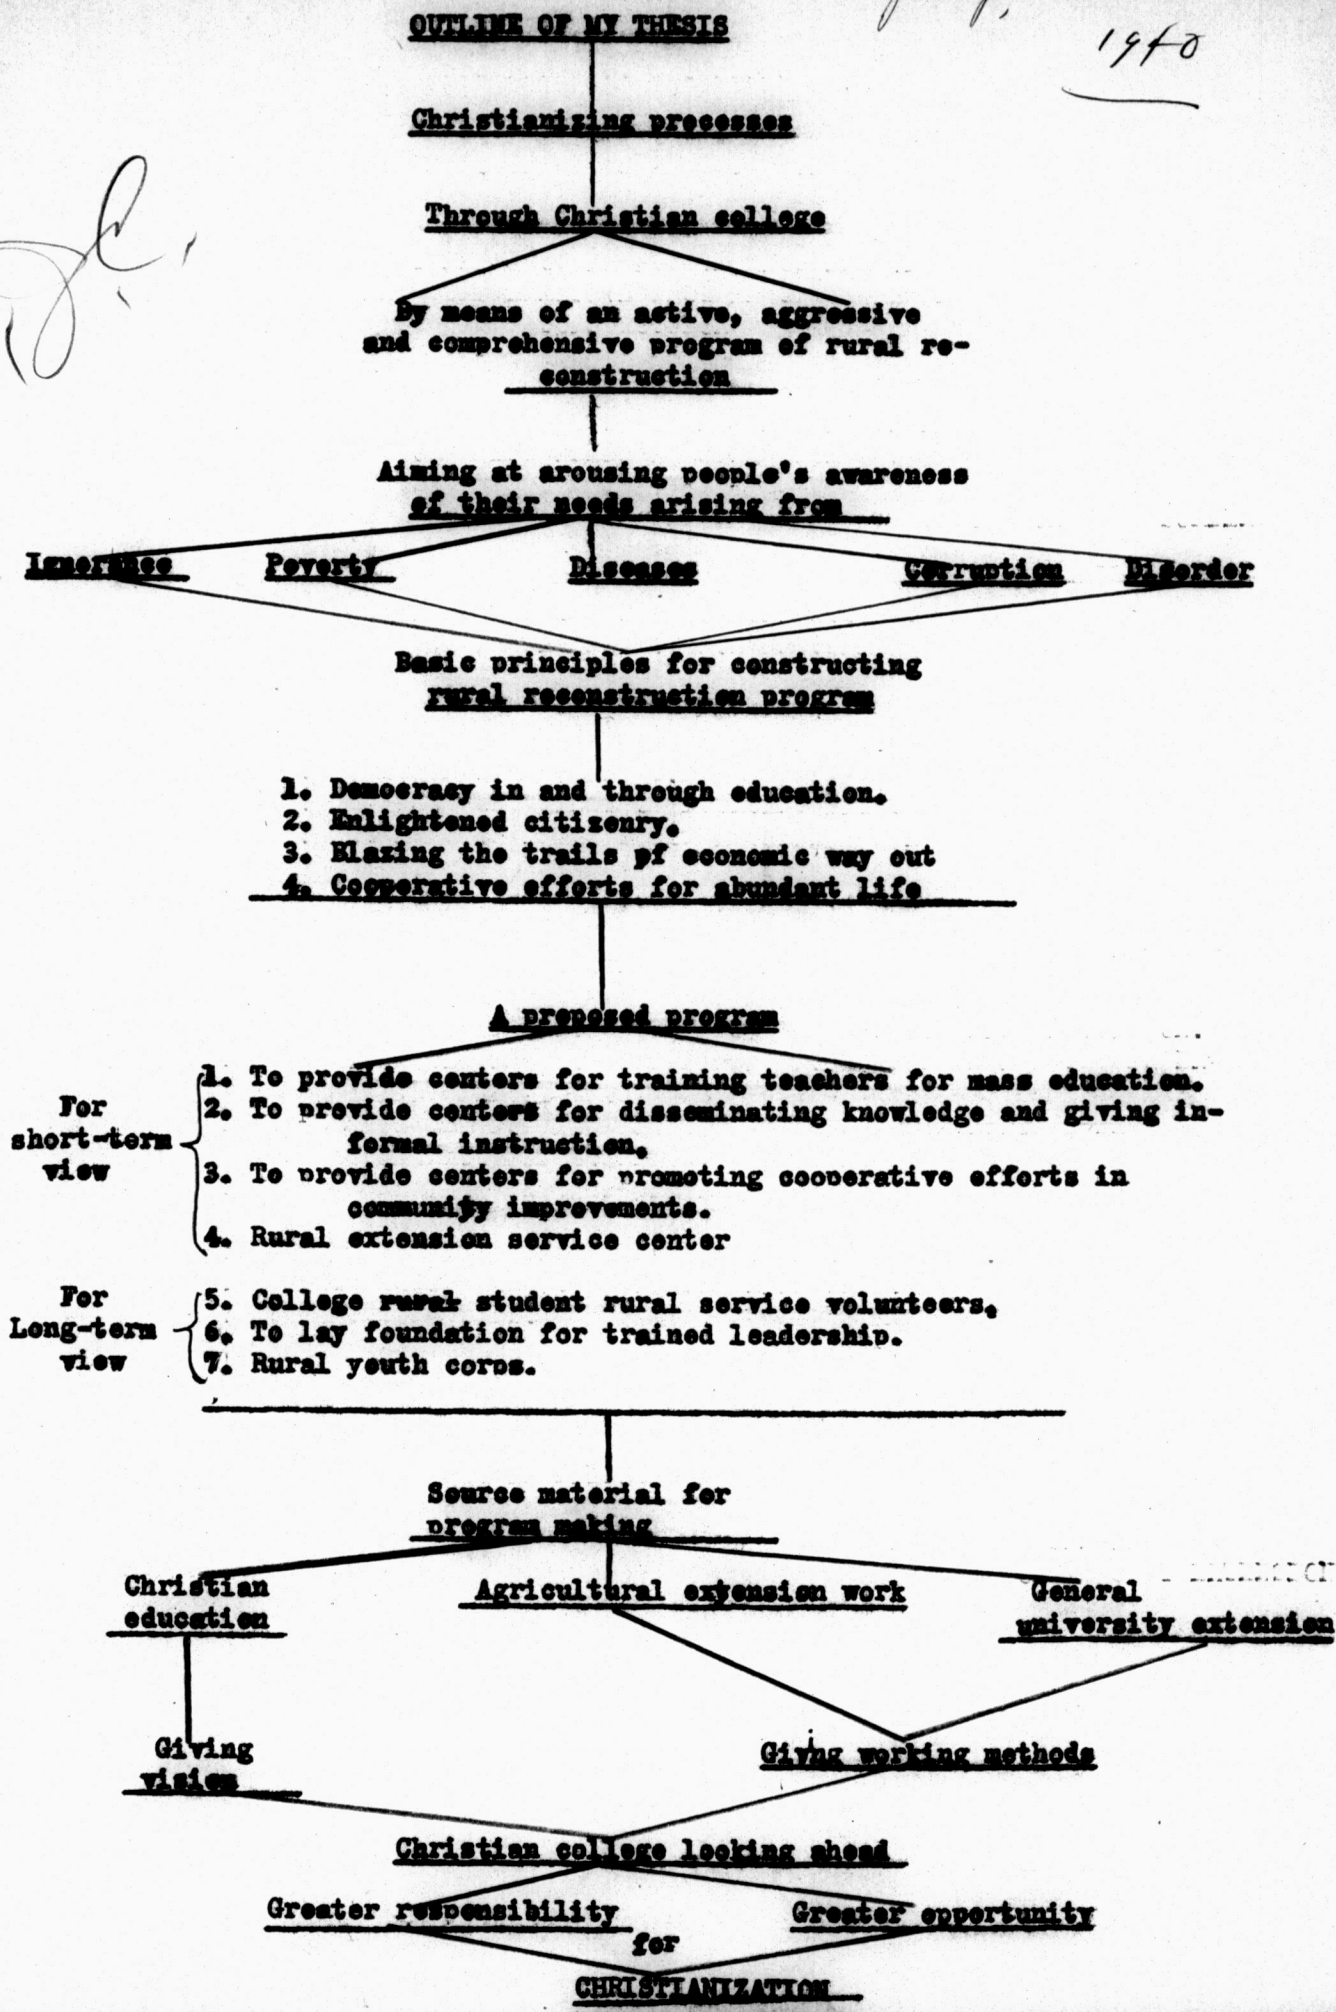 OUTLINE OF MY THESIS
1940
Christianizing processes
Through Christian college
By means of an active, aggressive
and comprehensive program of rural re-
construction
Aiming at arousing people's awareness
of their needs arising from
Ignorance Poverty Diseases Corruption Disorder
Basic principles for constructing
rural reconstruction program
1. Democracy in and through education.
2. Enlightened citizenry.
3. Blazing the trails of economic way out
4. Cooperative efforts for abundant life
A proposed program
For
short-term
view
1. To provide centers for training teachers for mass education.
2. To provide centers for disseminating knowledge and giving in-
formal instruction.
3. To provide centers for promoting cooperative efforts in
community improvements.
4. Rural extension service center
For
Long-term
view
5. College rural student rural service volunteers.
6. To lay foundation for trained leadership.
7. Rural youth corps.
Source material for
program making
Christian
education
Agricultural extension work
General
university extension
Giving
vision
Giving working methods
Christian college looking ahead
Greater responsibility Greater opportunity
for
CHRISTIANIZATION